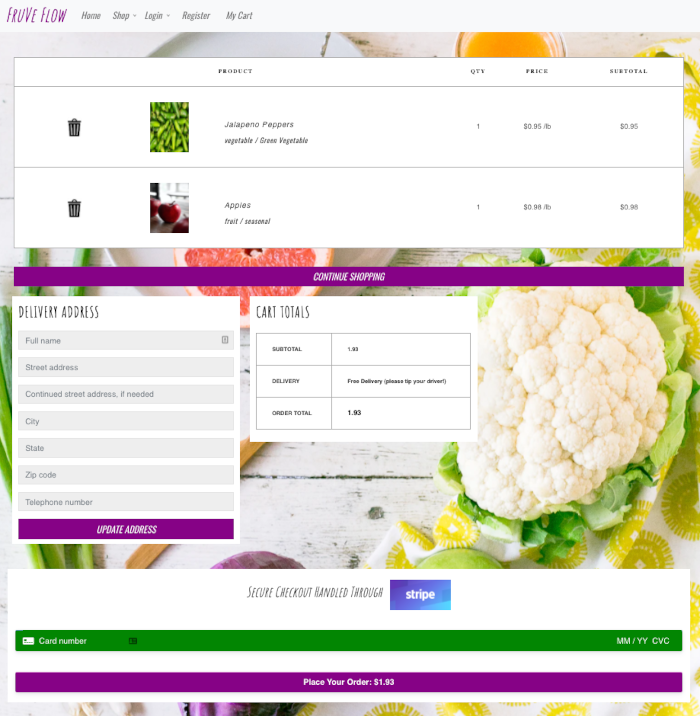 FruVe Flow Home Shop Login Register My Cart
PRODUCT QTY PRICE SUBTOTAL
Jalapeno Peppers
vegetable / Green Vegetable
1 $0.95 /lb $0.95
Apples
fruit / seasonal
1 $0.98 /lb $0.98
CONTINUE SHOPPING
DELIVERY ADDRESS
Full name
Street address
Continued street address, if needed
City
State
Zip code
Telephone number
UPDATE ADDRESS
CART TOTALS
SUBTOTAL 1.93
DELIVERY Free Delivery (please tip your driver!)
ORDER TOTAL 1.93
Secure Checkout Handled Through stripe
Card number MM / YY CVC
Place Your Order: $1.93